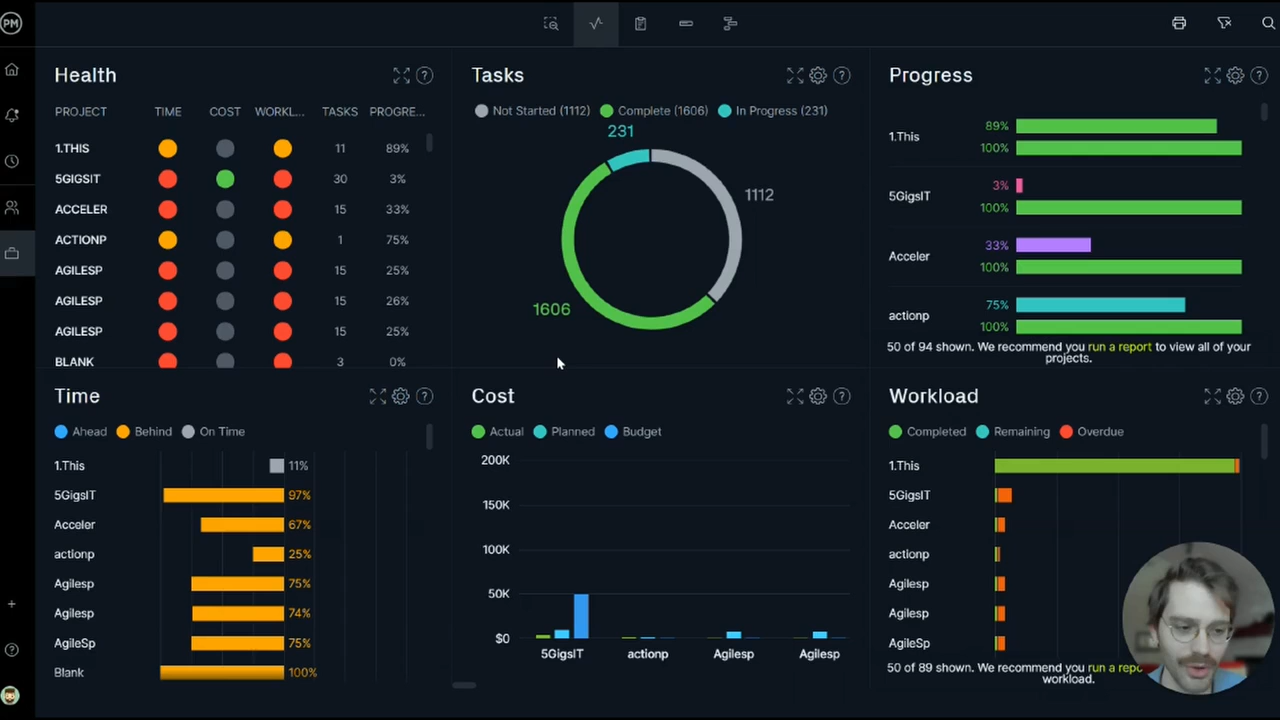 PM
Health
PROJECT TIME COST WORKL... TASKS PROGRE...
1.THIS 11 89%
5GIGSIT 30 3%
ACCELER 15 33%
ACTIONP 1 75%
AGILESP 15 25%
AGILESP 15 26%
AGILESP 15 25%
BLANK 3 0%
Tasks
Not Started (1112) Complete (1606) In Progress (231)
231
1112
1606
Progress
1.This 89%
100%
5GigsIT 3%
100%
Acceler 33%
100%
actionp 75%
100%
50 of 94 shown. We recommend you run a report to view all of your
projects.
Time
Ahead Behind On Time
1.This 11%
5GigsIT 97%
Acceler 67%
actionp 25%
Agilesp 75%
Agilesp 74%
AgileSp 75%
Blank 100%
Cost
Actual Planned Budget
200K
150K
100K
50K
$0
5GigsIT actionp Agilesp Agilesp
Workload
Completed Remaining Overdue
1.This
5GigsIT
Acceler
actionp
Agilesp
Agilesp
AgileSp
50 of 89 shown. We recommend you run a repo
workload.